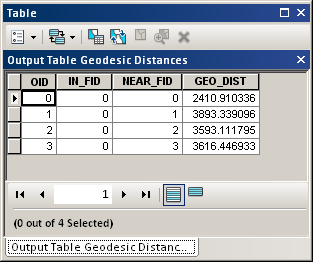 Table
Output Table Geodesic Distances
OID IN_FID NEAR_FID GEO_DIST
0 0 0 2410.910336
1 0 1 3893.339096
2 0 2 3593.111795
3 0 3 3616.446933
1
(0 out of 4 Selected)
Output Table Geodesic Distanc...